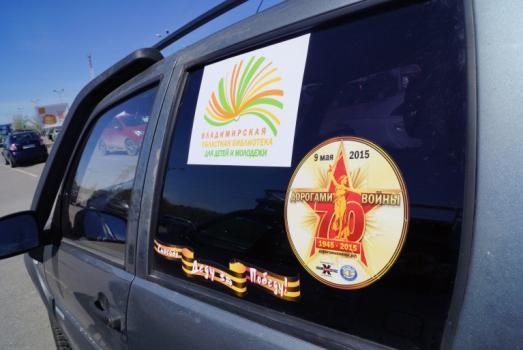 ВЛАДИМИРСКАЯ
ОБЛАСТНАЯ БИБЛИОТЕКА
ДЛЯ ДЕТЕЙ И МОЛОДЕЖИ
9 мая 2015
ДОРОГАМИ ВОЙНЫ
70
1945 - 2015
Спасибо
Деду за
Победу!